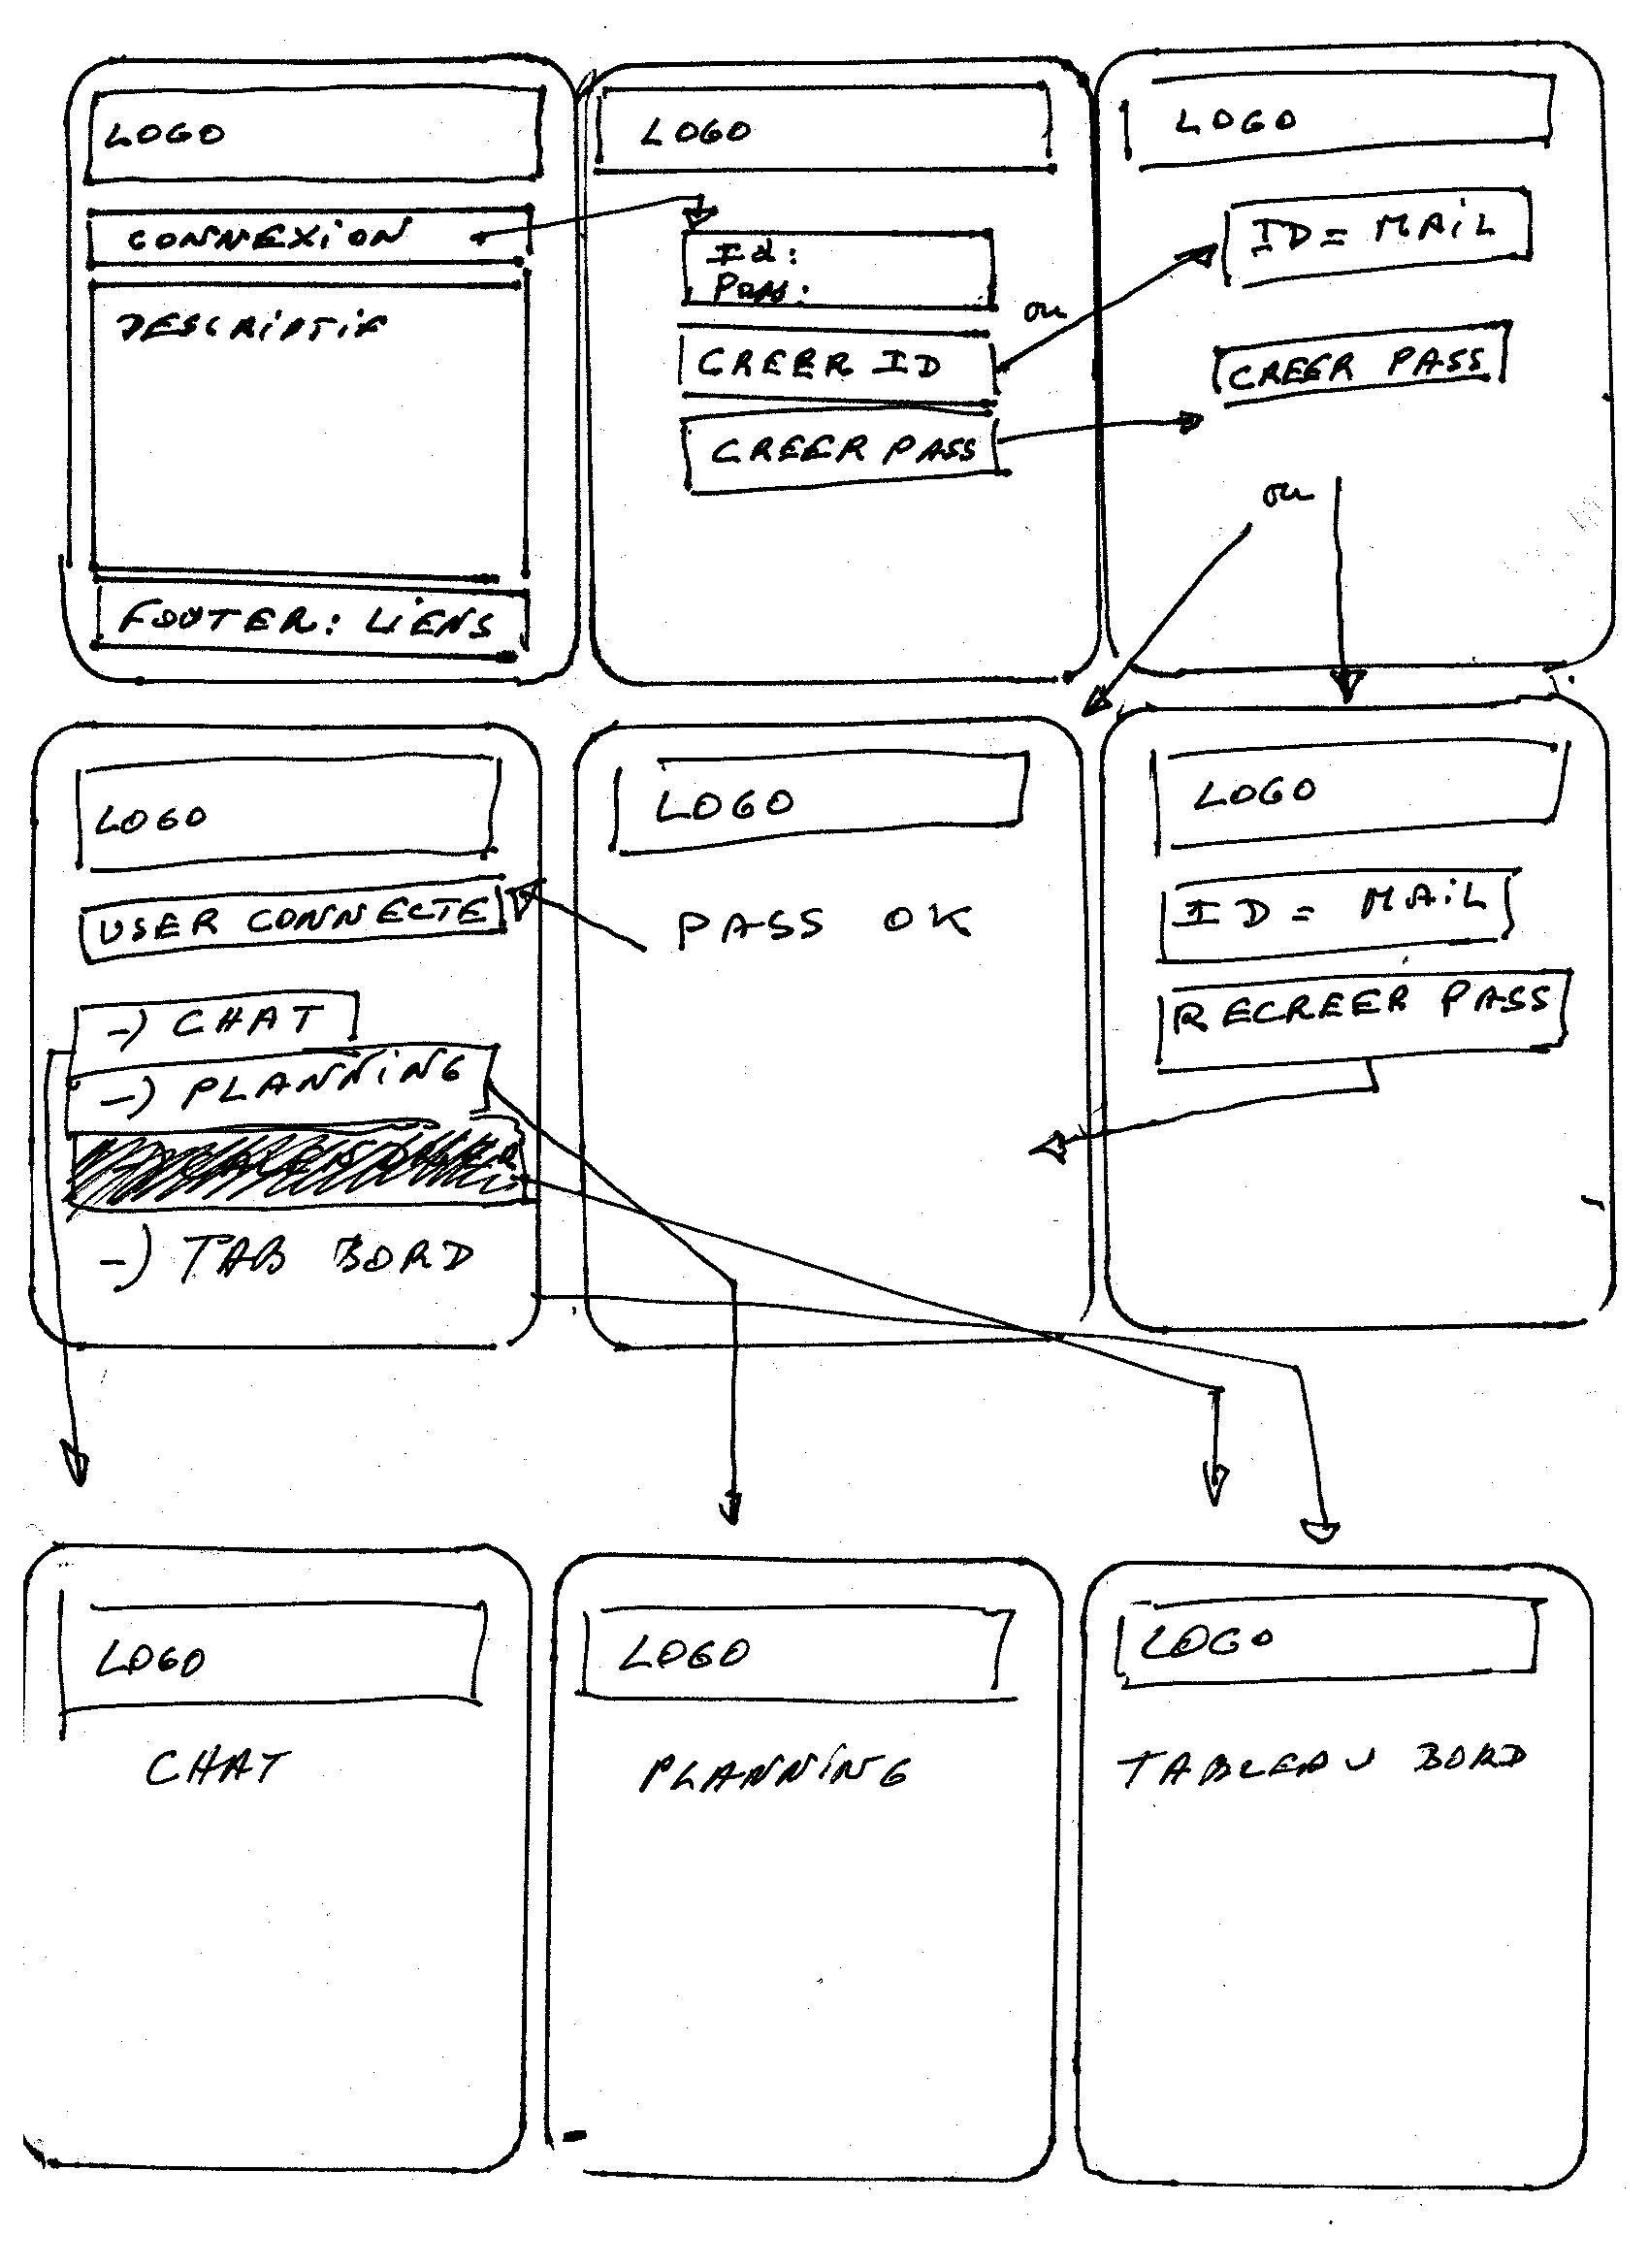 LOGO
CONNEXION
DESCRIPTIF
FOOTER: LIENS
LOGO
Id:
Pass:
CREER ID
CREER PASS
ou
LOGO
ID = MAIL
CREER PASS
ou
LOGO
USER CONNECTE
-) CHAT
-) PLANNING
-) TAB BORD
LOGO
PASS OK
LOGO
ID = MAIL
RECREER PASS
LOGO
CHAT
LOGO
PLANNING
LOGO
TABLEAU BORD